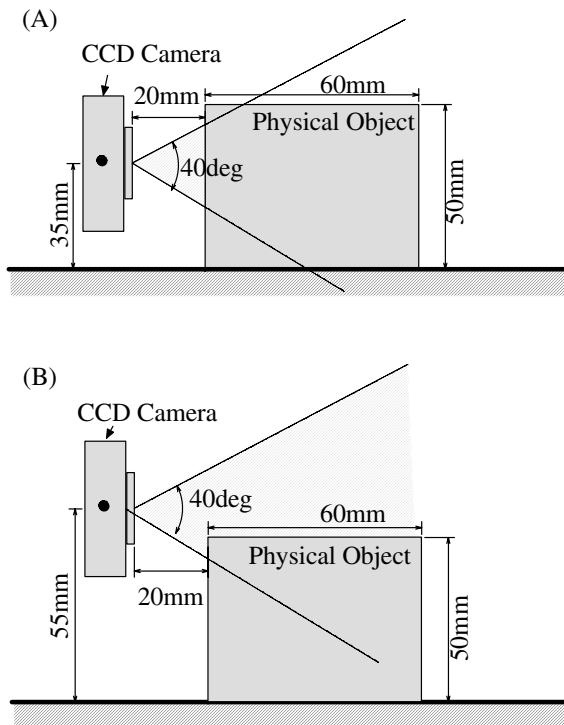 (A)
CCD Camera
20mm
60mm
Physical Object
40deg
35mm
50mm
(B)
CCD Camera
40deg
60mm
Physical Object
20mm
55mm
50mm